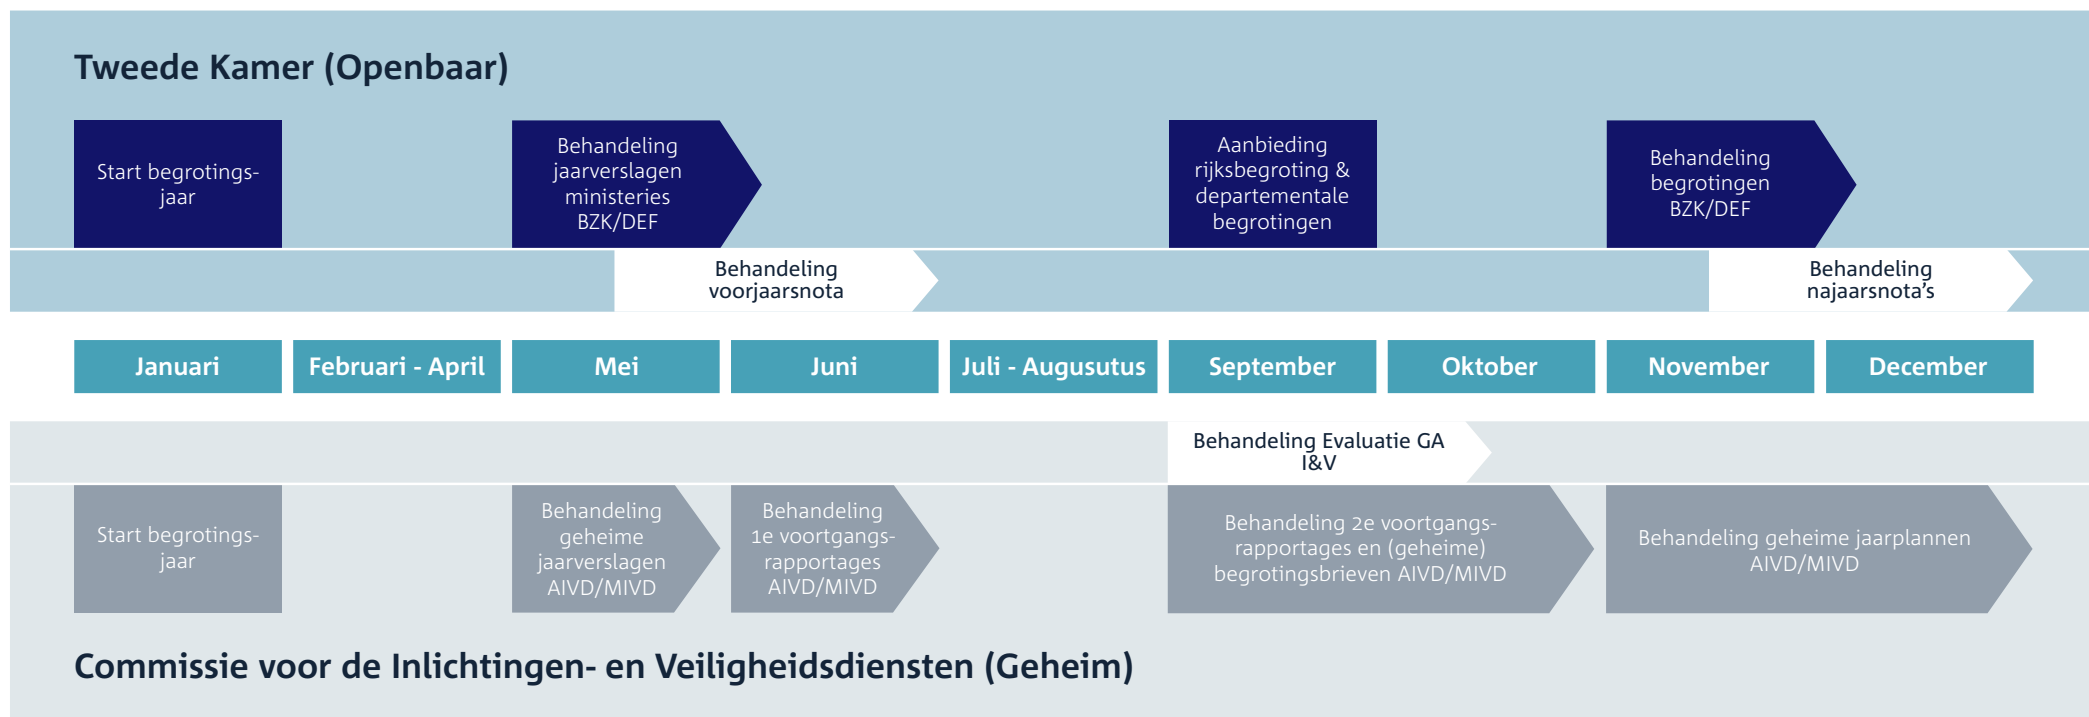 Tweede Kamer (Openbaar)
Start begrotings-
jaar
Behandeling
jaarverslagen
ministeries
BZK/DEF
Aanbieding
rijksbegroting &
departementale
begrotingen
Behandeling
begrotingen
BZK/DEF
Behandeling
voorjaarsnota
Behandeling
najaarsnota's
Januari
Februari - April
Mei
Juni
Juli - Augusutus
September
Oktober
November
December
Behandeling Evaluatie GA
I&V
Start begrotings-
jaar
Behandeling
geheime
jaarverslagen
AIVD/MIVD
Behandeling
1e voortgangs-
rapportages
AIVD/MIVD
Behandeling 2e voortgangs-
rapportages en (geheime)
begrotingsbrieven AIVD/MIVD
Behandeling geheime jaarplannen
AIVD/MIVD
Commissie voor de Inlichtingen- en Veiligheidsdiensten (Geheim)